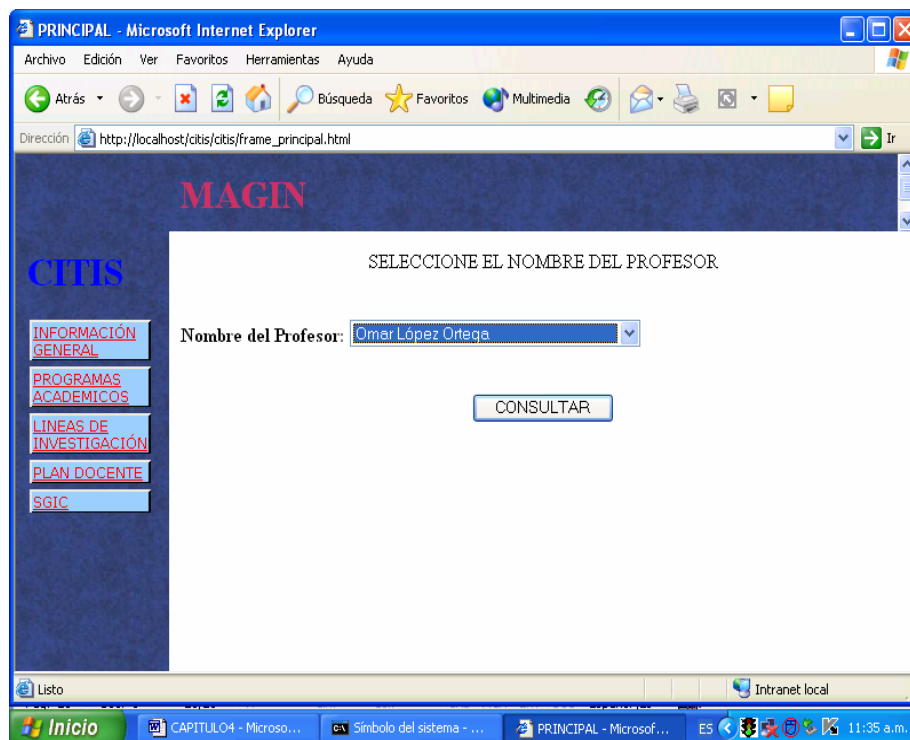 PRINCIPAL - Microsoft Internet Explorer
Archivo Edición Ver Favoritos Herramientas Ayuda
Atrás Búsqueda Favoritos Multimedia
Dirección http://localhost/citis/citis/frame_principal.html Ir
MAGIN
CITIS
SELECCIONE EL NOMBRE DEL PROFESOR
Nombre del Profesor: Omar López Ortega
CONSULTAR
INFORMACIÓN
GENERAL
PROGRAMAS
ACADEMICOS
LINEAS DE
INVESTIGACIÓN
PLAN DOCENTE
SGIC
Listo Intranet local
Inicio CAPITULO4 - Microso... Símbolo del sistema - ... PRINCIPAL - Microsof... ES 11:35 a.m.